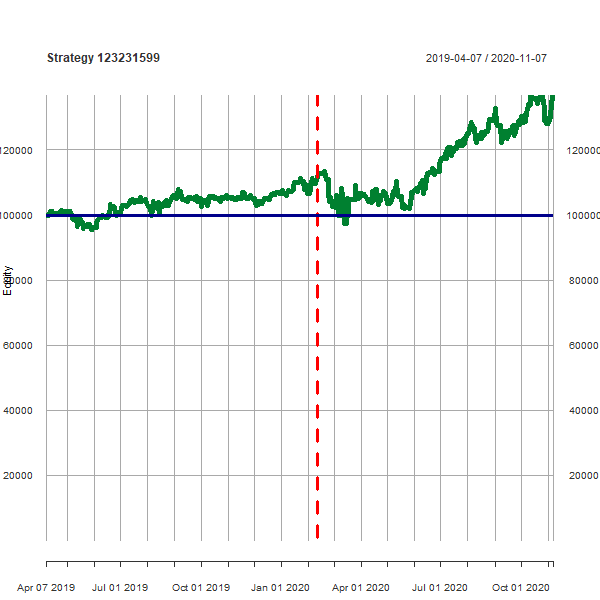 Strategy 123231599
2019-04-07 / 2020-11-07
120000
120000
100000
100000
Equity
80000
80000
60000
60000
40000
40000
20000
20000
Apr 07 2019
Jul 01 2019
Oct 01 2019
Jan 01 2020
Apr 01 2020
Jul 01 2020
Oct 01 2020